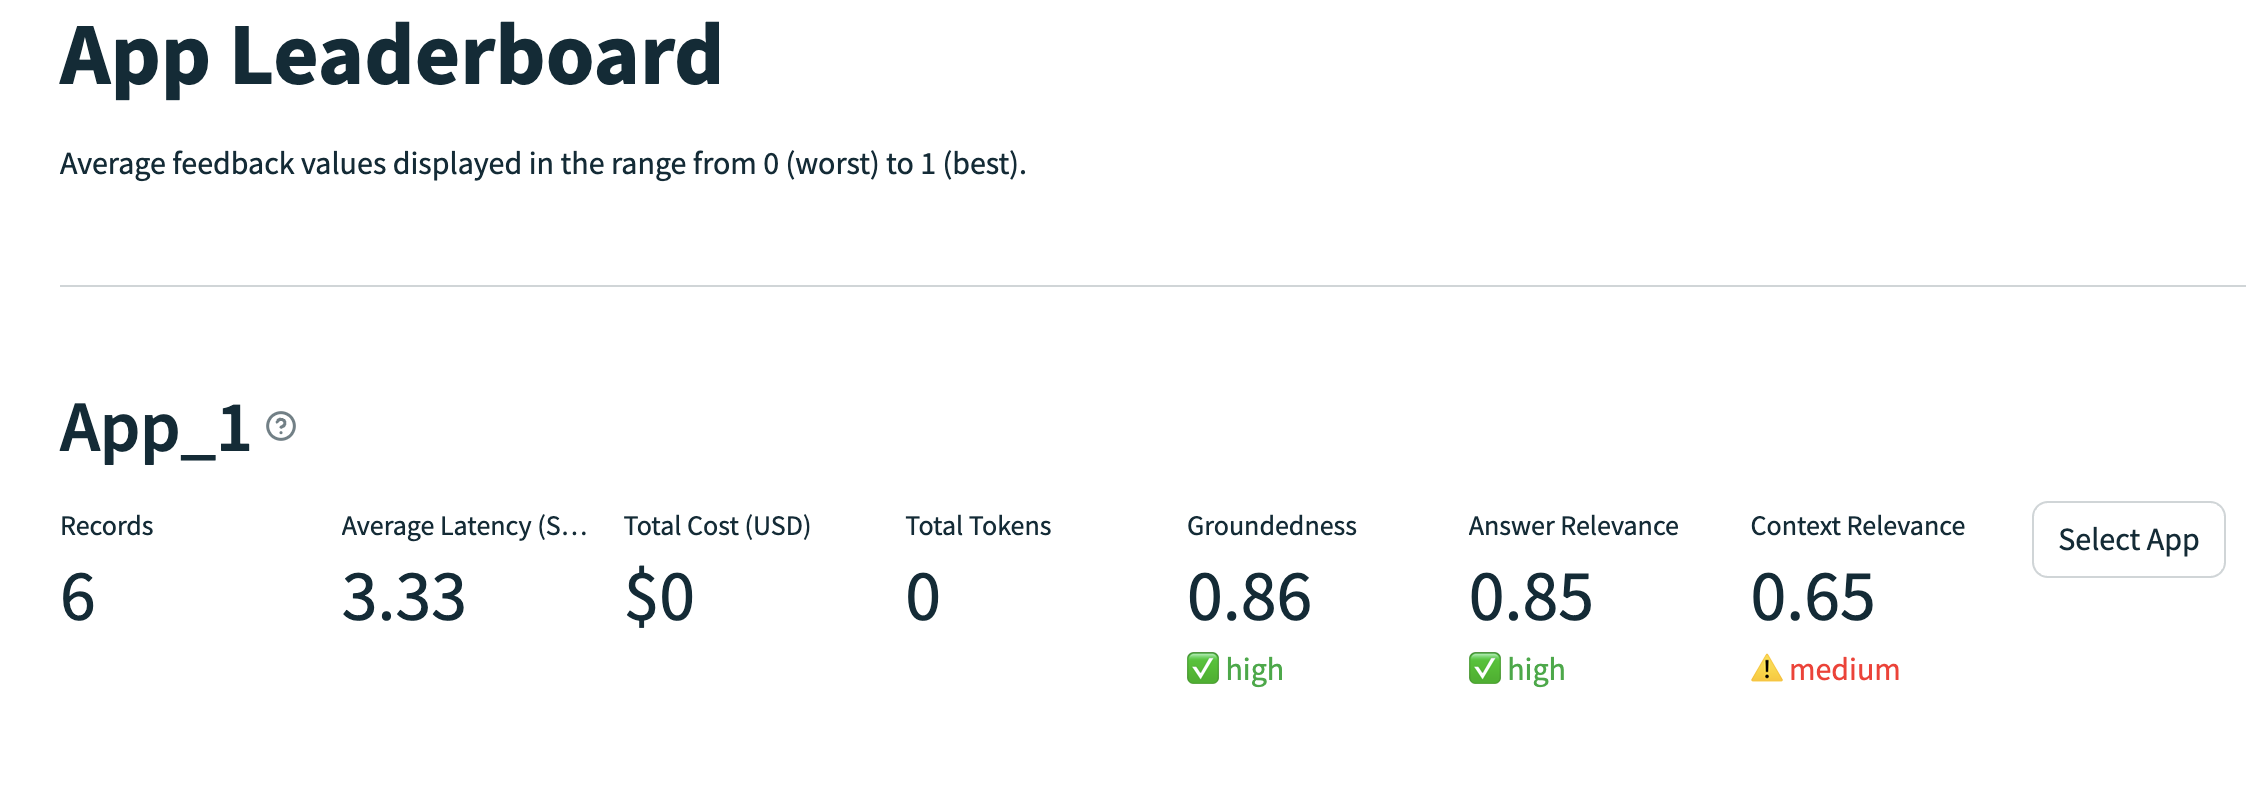 App Leaderboard
Average feedback values displayed in the range from 0 (worst) to 1 (best).
App_1
Records
6
Average Latency (S...
3.33
Total Cost (USD)
$0
Total Tokens
0
Groundedness
0.86
✅ high
Answer Relevance
0.85
✅ high
Context Relevance
0.65
⚠️ medium
Select App